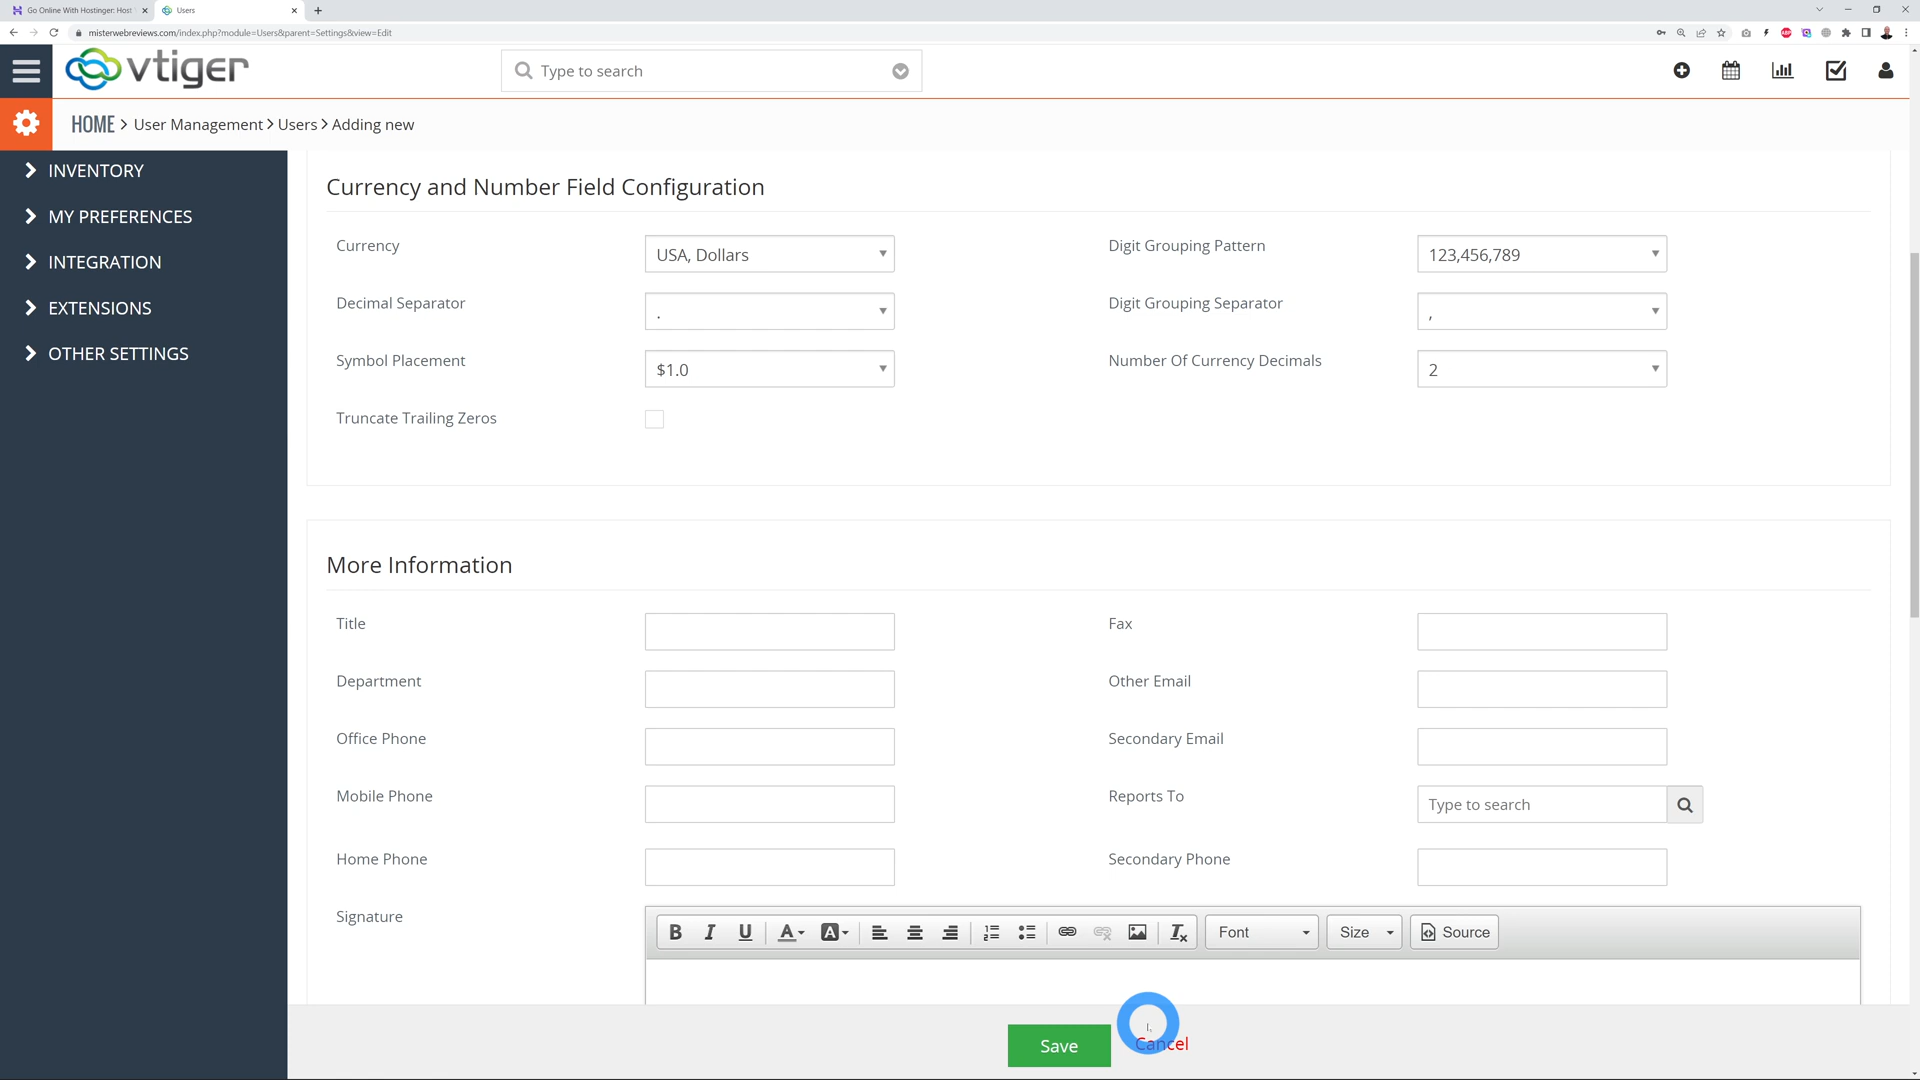 Go Online With Hostinger: Host
Users
misterwebreviews.com/index.php?module=Users&parent=Settings&view=Edit
vtiger
Type to search
HOME > User Management > Users > Adding new
INVENTORY
MY PREFERENCES
INTEGRATION
EXTENSIONS
OTHER SETTINGS
Currency and Number Field Configuration
Currency
USA, Dollars
Digit Grouping Pattern
123,456,789
Decimal Separator
.
Digit Grouping Separator
,
Symbol Placement
$1.0
Number Of Currency Decimals
2
Truncate Trailing Zeros
More Information
Title
Fax
Department
Other Email
Office Phone
Secondary Email
Mobile Phone
Reports To
Type to search
Home Phone
Secondary Phone
Signature
Font
Size
Source
Save
Cancel